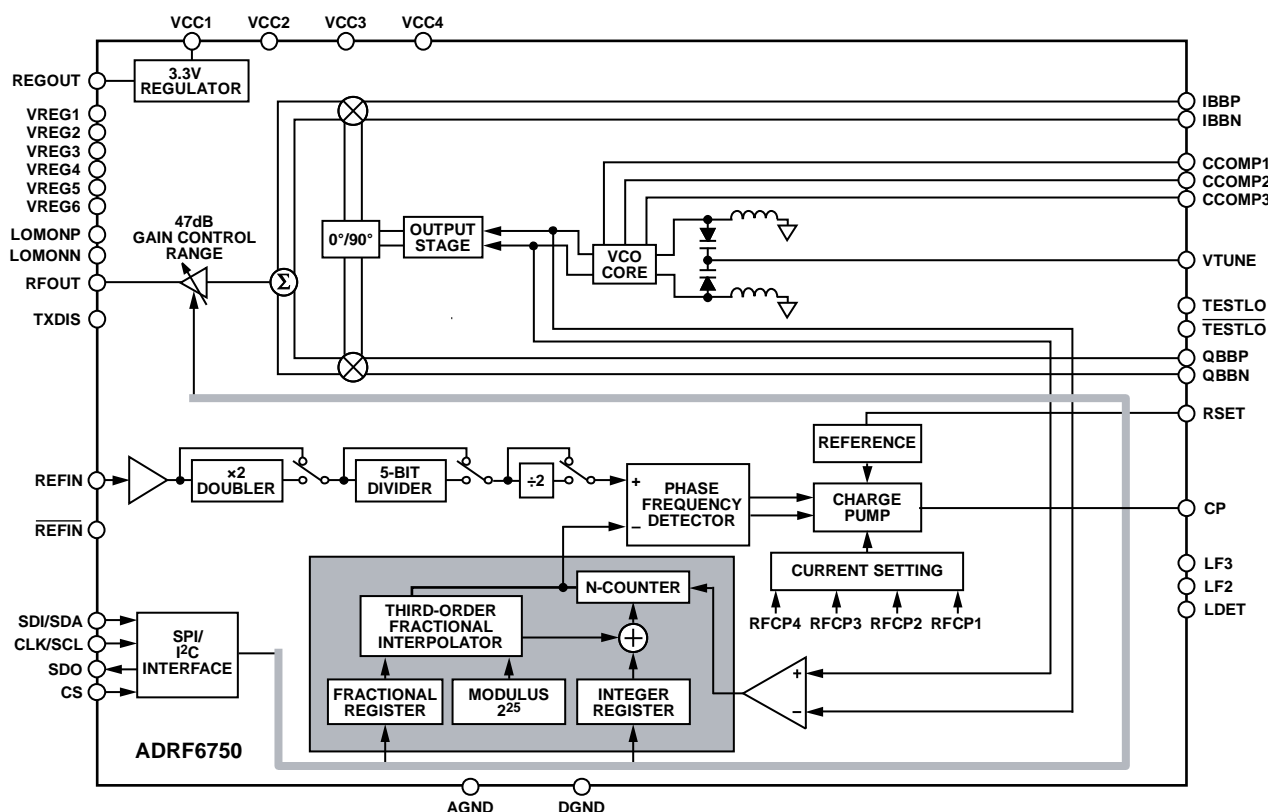 VCC1
VCC2
VCC3
VCC4
REGOUT
3.3V
REGULATOR
VREG1
VREG2
VREG3
VREG4
VREG5
VREG6
LOMONP
LOMONN
RFOUT
TXDIS
47dB
GAIN CONTROL
RANGE
Σ
0°/90°
OUTPUT
STAGE
VCO
CORE
IBBP
IBBN
CCOMP1
CCOMP2
CCOMP3
VTUNE
TESTLO
TESTLO
QBBP
QBBN
RSET
REFERENCE
REFIN
×2
DOUBLER
5-BIT
DIVIDER
÷2
+
−
PHASE
FREQUENCY
DETECTOR
CHARGE
PUMP
CP
REFIN
CURRENT SETTING
RFCP4
RFCP3
RFCP2
RFCP1
LF3
LF2
LDET
N-COUNTER
THIRD-ORDER
FRACTIONAL
INTERPOLATOR
+
FRACTIONAL
REGISTER
MODULUS
2²⁵
INTEGER
REGISTER
+
−
SDI/SDA
CLK/SCL
SDO
CS
SPI/
I²C
INTERFACE
ADRF6750
AGND
DGND